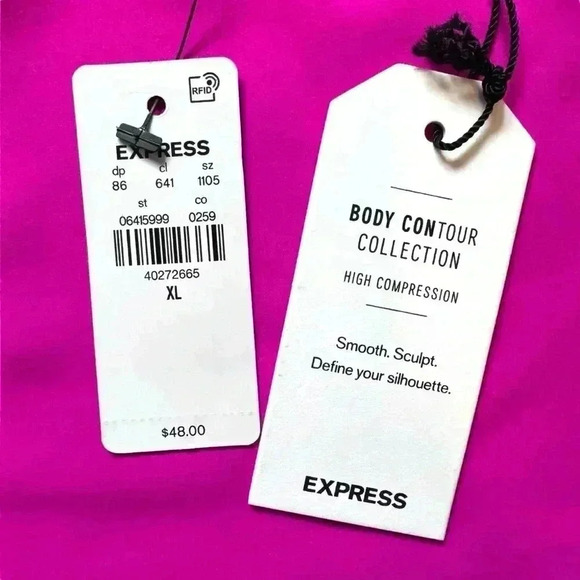 RFID
EXPRESS
dp cl sz
86 641 1105
st co
06415999 0259
40272665
XL
$48.00
BODY CONTOUR
COLLECTION
HIGH COMPRESSION
Smooth. Sculpt.
Define your silhouette.
EXPRESS